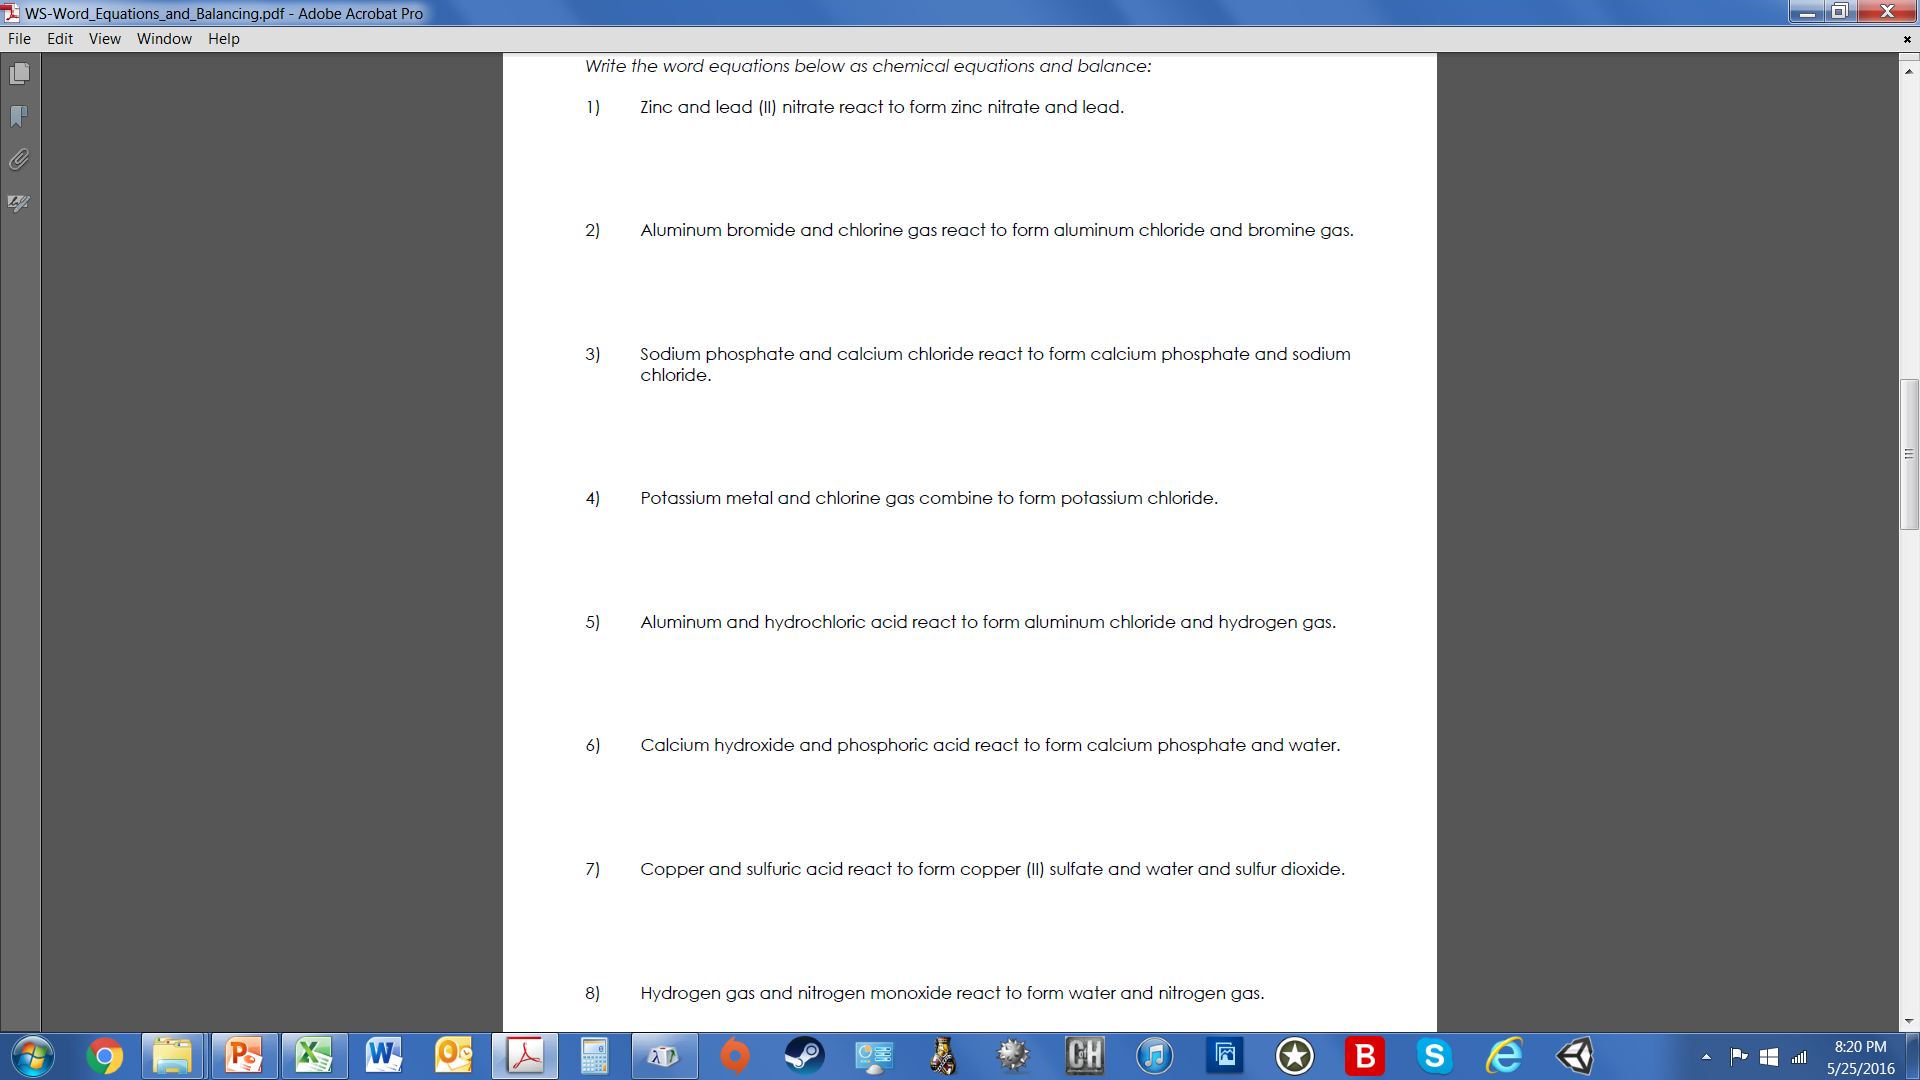 WS-Word_Equations_and_Balancing.pdf - Adobe Acrobat Pro
File Edit View Window Help
Write the word equations below as chemical equations and balance:
1) Zinc and lead (II) nitrate react to form zinc nitrate and lead.
2) Aluminum bromide and chlorine gas react to form aluminum chloride and bromine gas.
3) Sodium phosphate and calcium chloride react to form calcium phosphate and sodium
chloride.
4) Potassium metal and chlorine gas combine to form potassium chloride.
5) Aluminum and hydrochloric acid react to form aluminum chloride and hydrogen gas.
6) Calcium hydroxide and phosphoric acid react to form calcium phosphate and water.
7) Copper and sulfuric acid react to form copper (II) sulfate and water and sulfur dioxide.
8) Hydrogen gas and nitrogen monoxide react to form water and nitrogen gas.
8:20 PM
5/25/2016